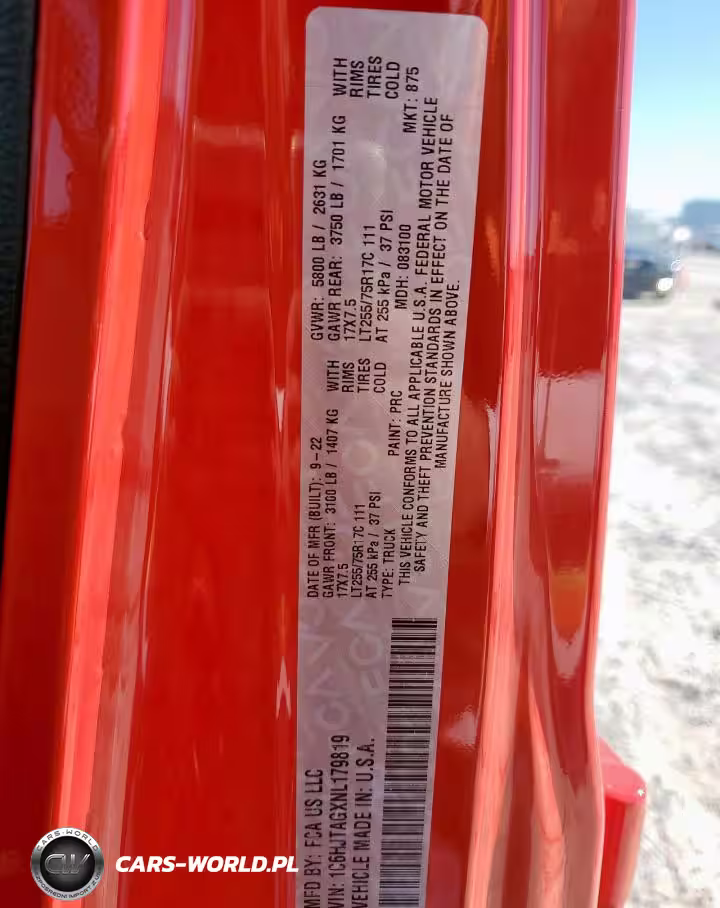 MFD BY: FCA US LLC
DATE OF MFR (BUILT): 9-22
GVWR: 5800 LB / 2631 KG
GAWR FRONT: 3100 LB / 1407 KG WITH
GAWR REAR: 3750 LB / 1701 KG WITH
17X7.5 RIMS
17X7.5 RIMS
LT255/75R17C 111 TIRES
LT255/75R17C 111 TIRES
AT 255 kPa / 37 PSI COLD
AT 255 kPa / 37 PSI COLD
TYPE: TRUCK
PAINT: PRC
MDH: 083100
MKT: 875
THIS VEHICLE CONFORMS TO ALL APPLICABLE U.S.A. FEDERAL MOTOR VEHICLE
SAFETY AND THEFT PREVENTION STANDARDS IN EFFECT ON THE DATE OF
MANUFACTURE SHOWN ABOVE.
VIN: 1C6HJTAGXNL179819
VEHICLE MADE IN: U.S.A.
CW
CARS-WORLD.PL